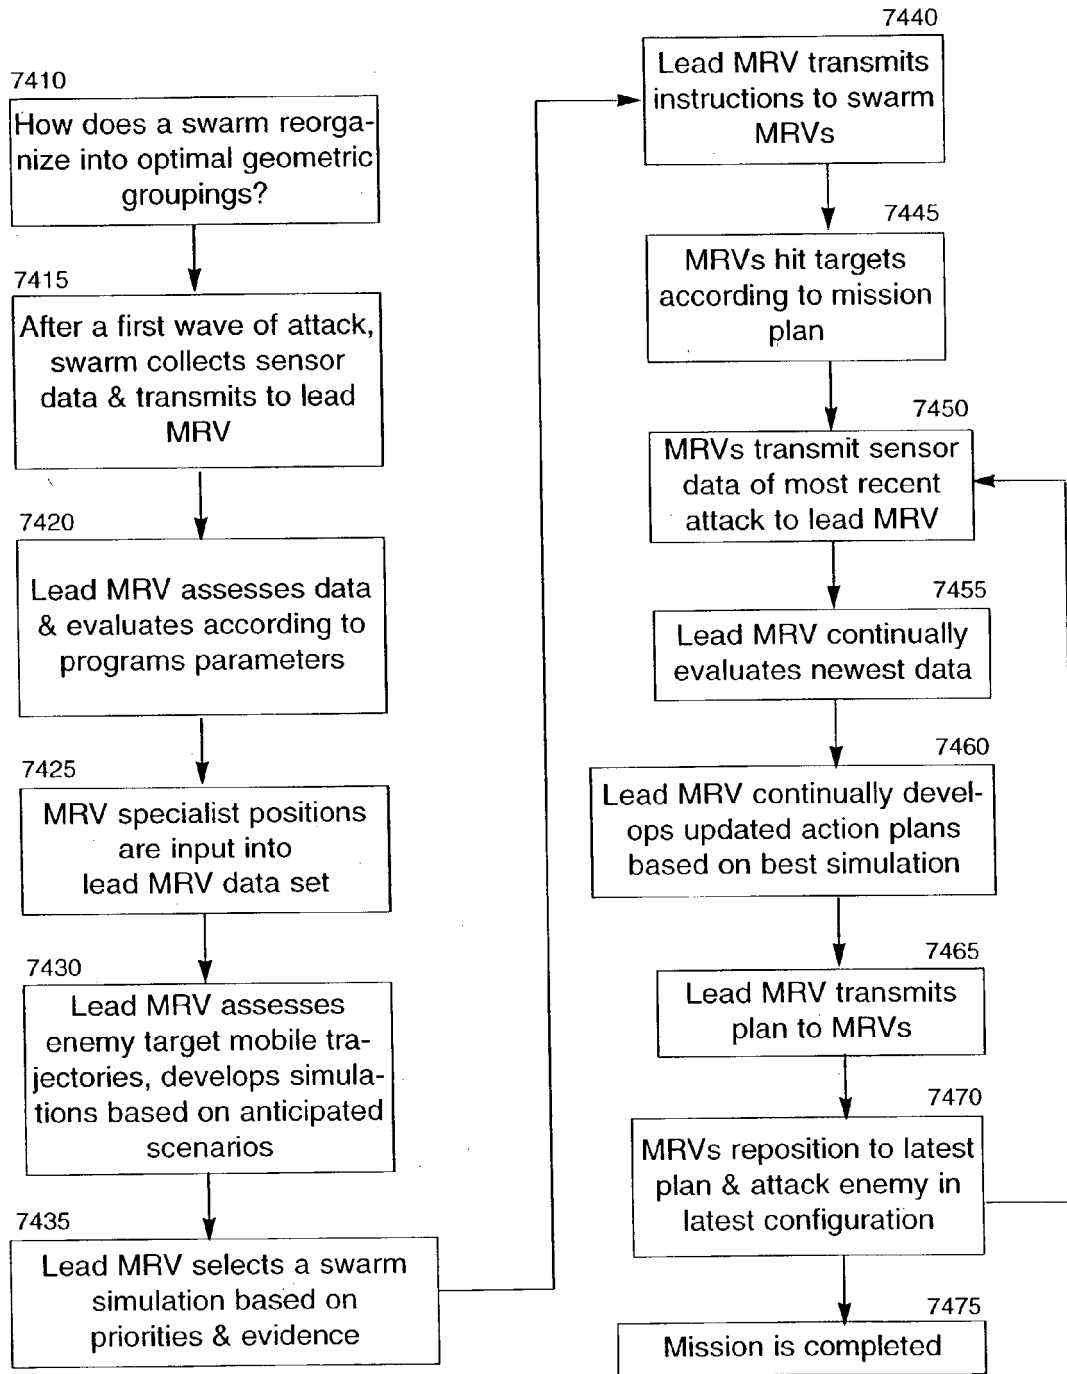 7410
How does a swarm reorga-
nize into optimal geometric
groupings?
7415
After a first wave of attack,
swarm collects sensor
data & transmits to lead
MRV
7420
Lead MRV assesses data
& evaluates according to
programs parameters
7425
MRV specialist positions
are input into
lead MRV data set
7430
Lead MRV assesses
enemy target mobile tra-
jectories, develops simula-
tions based on anticipated
scenarios
7435
Lead MRV selects a swarm
simulation based on
priorities & evidence
7440
Lead MRV transmits
instructions to swarm
MRVs
7445
MRVs hit targets
according to mission
plan
7450
MRVs transmit sensor
data of most recent
attack to lead MRV
7455
Lead MRV continually
evaluates newest data
7460
Lead MRV continually devel-
ops updated action plans
based on best simulation
7465
Lead MRV transmits
plan to MRVs
7470
MRVs reposition to latest
plan & attack enemy in
latest configuration
7475
Mission is completed